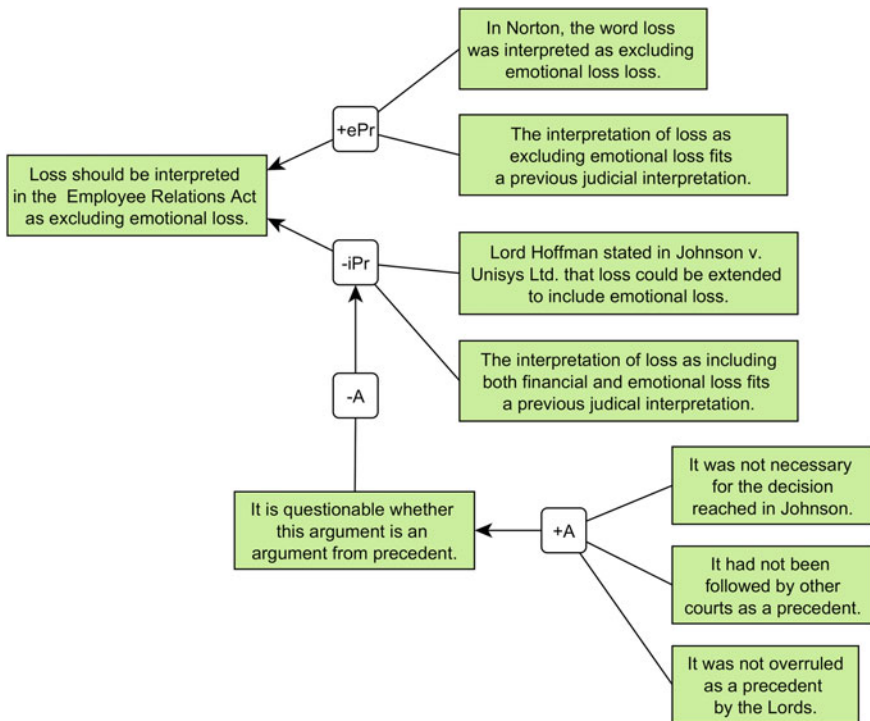 In Norton, the word loss
was interpreted as excluding
emotional loss loss.
+ePr
The interpretation of loss as
excluding emotional loss fits
a previous judicial interpretation.
Loss should be interpreted
in the Employee Relations Act
as excluding emotional loss.
-iPr
Lord Hoffman stated in Johnson v.
Unisys Ltd. that loss could be extended
to include emotional loss.
The interpretation of loss as including
both financial and emotional loss fits
a previous judical interpretation.
-A
It is questionable whether
this argument is an
argument from precedent.
+A
It was not necessary
for the decision
reached in Johnson.
It had not been
followed by other
courts as a precedent.
It was not overruled
as a precedent
by the Lords.